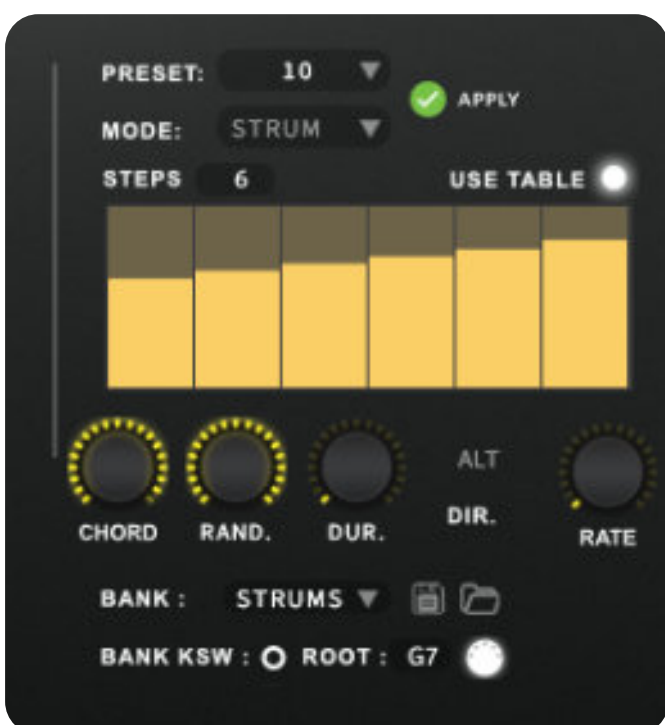 PRESET: 10
APPLY
MODE: STRUM
STEPS 6 USE TABLE
ALT
DIR.
CHORD RAND. DUR. RATE
BANK : STRUMS
BANK KSW : ROOT : G7